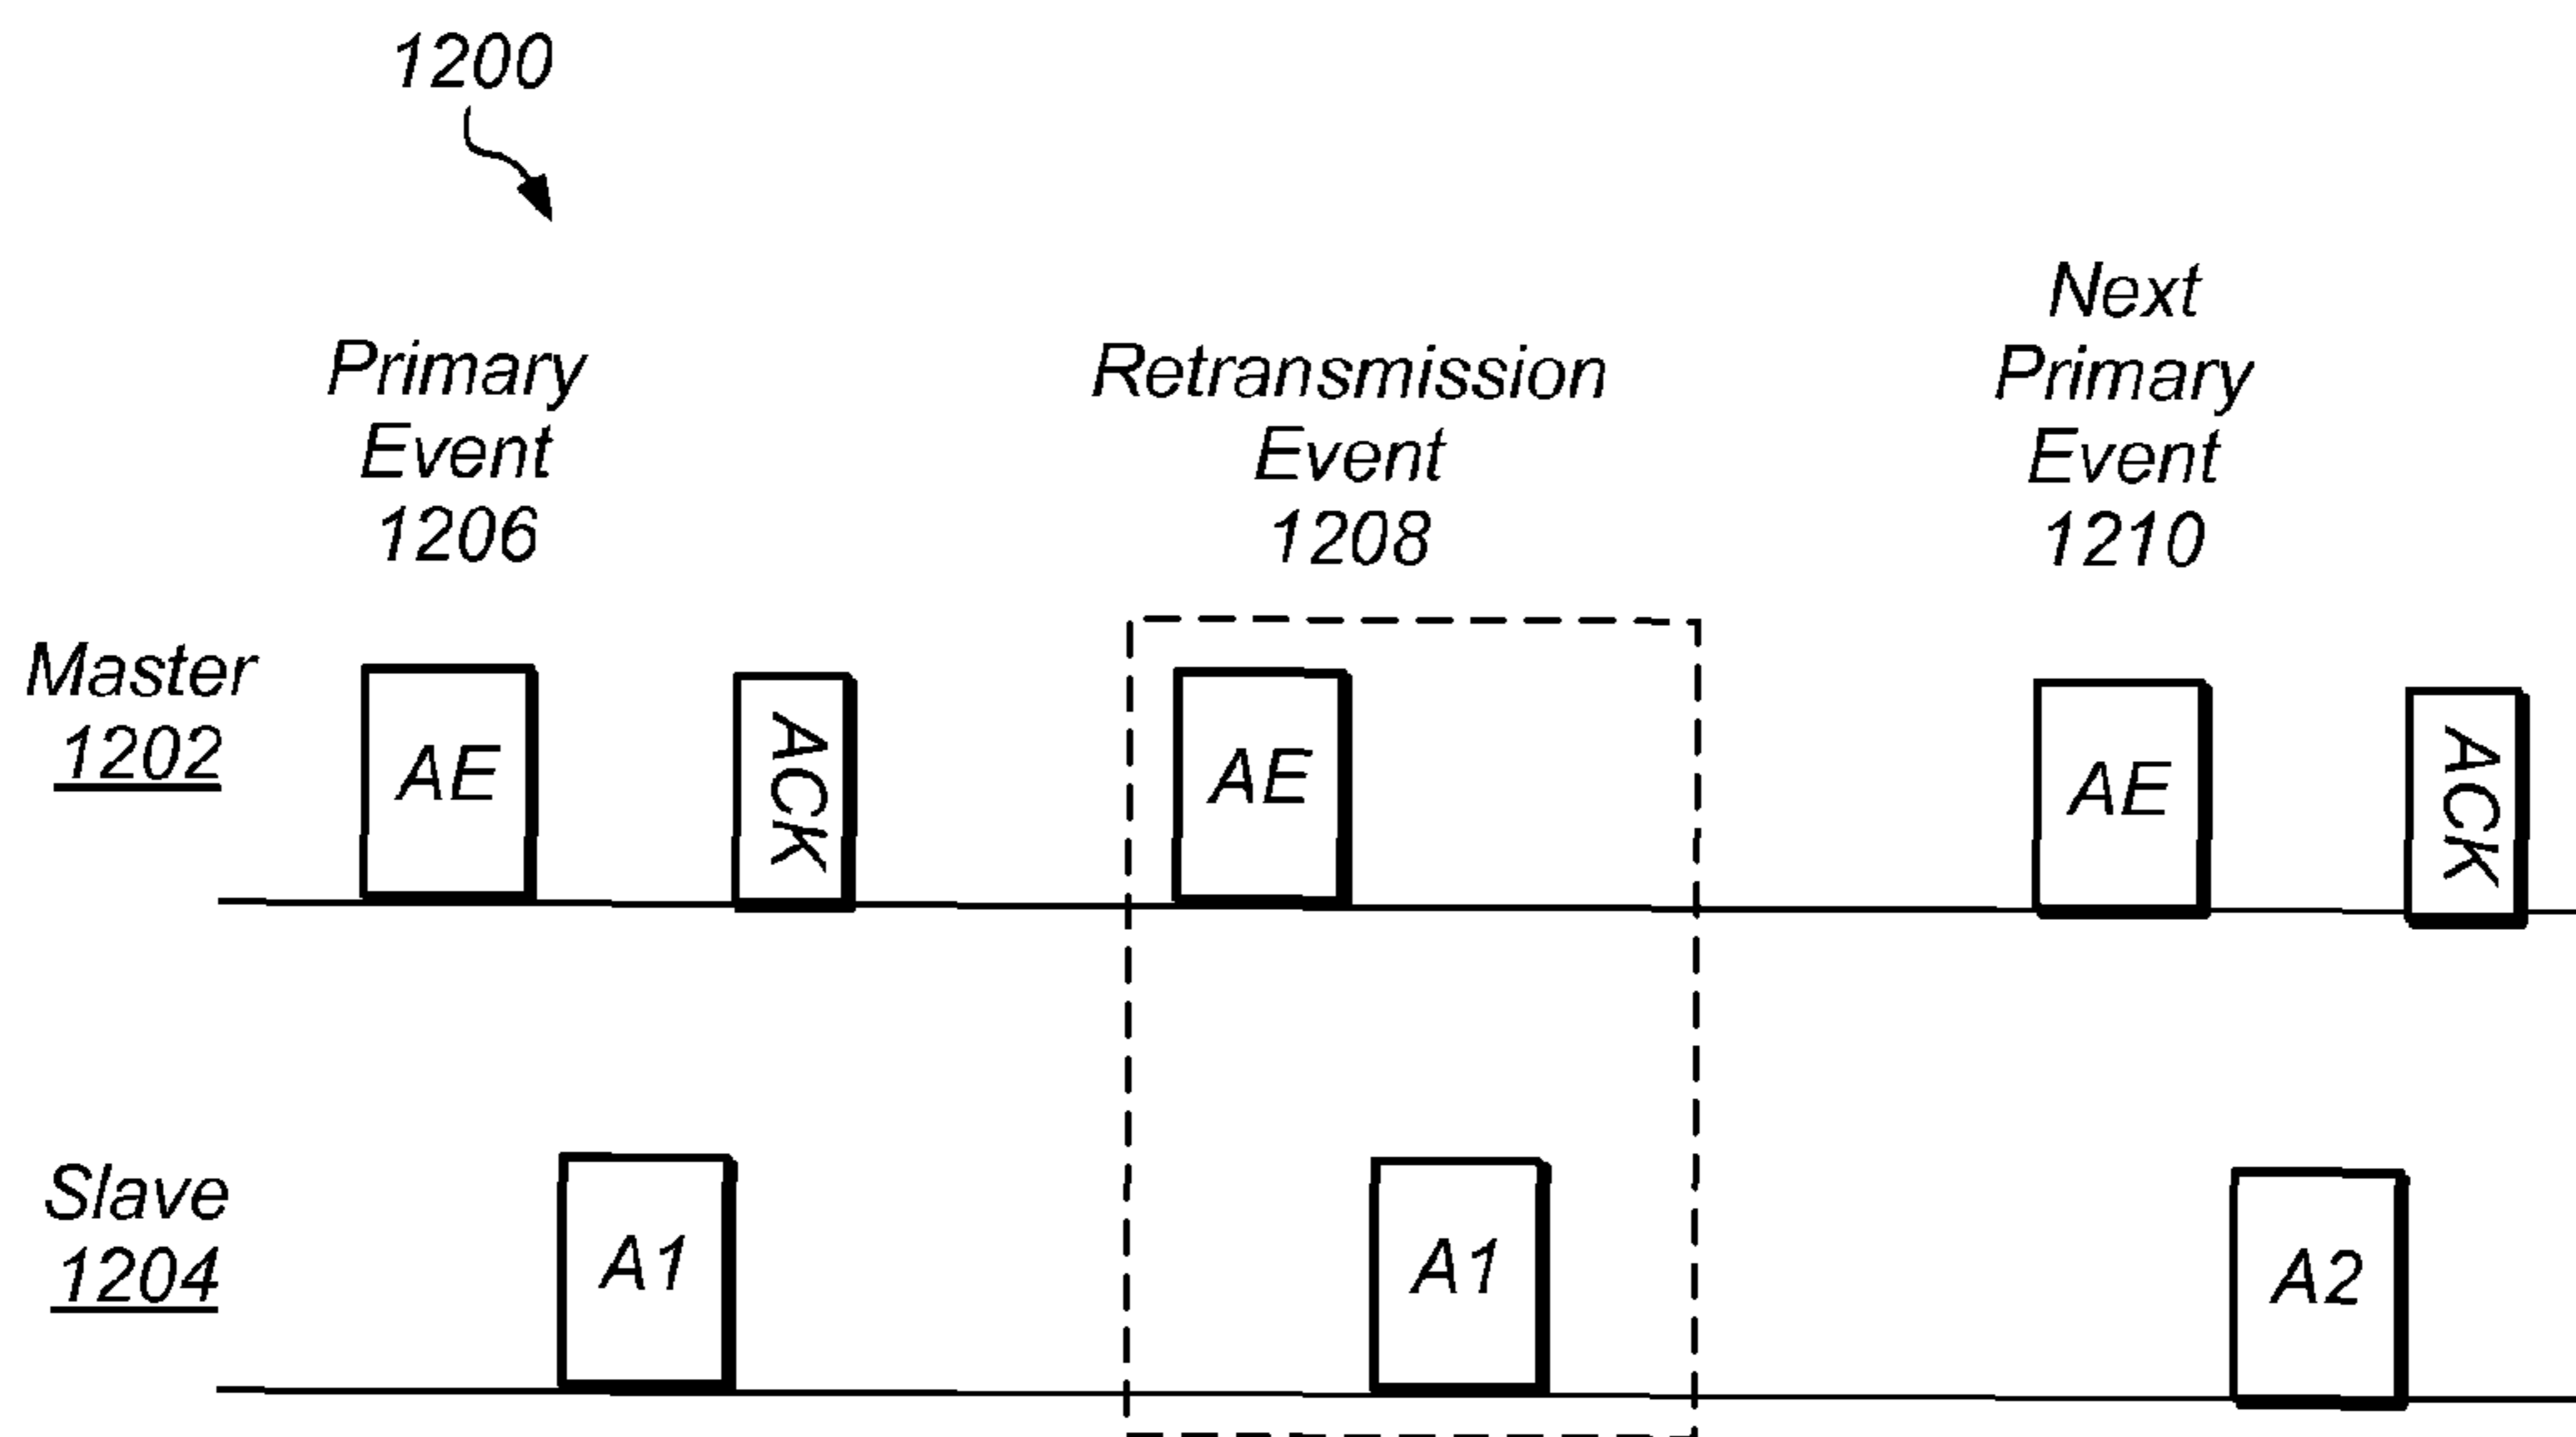 1200
Primary
Event
1206
Retransmission
Event
1208
Next
Primary
Event
1210
Master
1202
AE
ACK
AE
AE
ACK
Slave
1204
A1
A1
A2